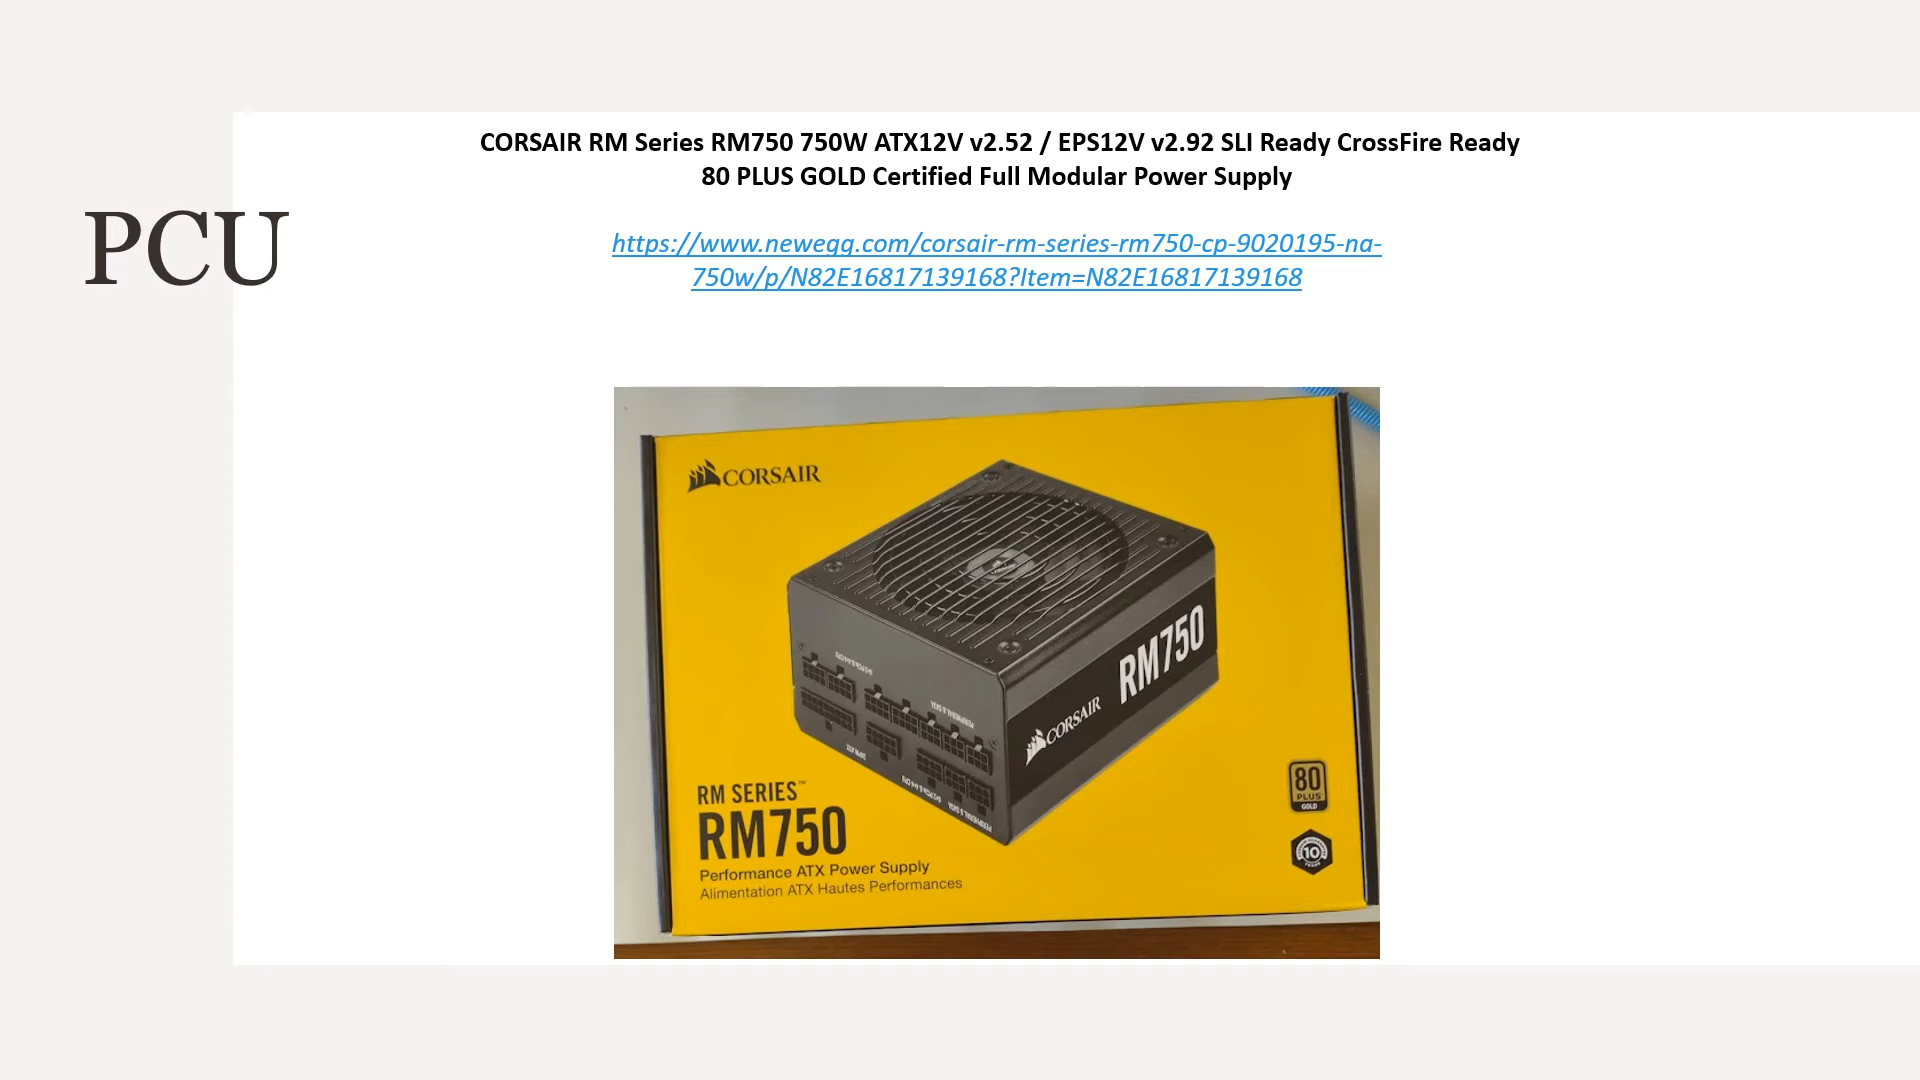 CORSAIR RM Series RM750 750W ATX12V v2.52 / EPS12V v2.92 SLI Ready CrossFire Ready
80 PLUS GOLD Certified Full Modular Power Supply
PCU
https://www.newegg.com/corsair-rm-series-rm750-cp-9020195-na-
750w/p/N82E16817139168?Item=N82E16817139168
CORSAIR
RM750
CORSAIR
PERIPHERAL & SATA
80
PLUS
GOLD
10
RM SERIES™
RM750
Performance ATX Power Supply
Alimentation ATX Hautes Performances